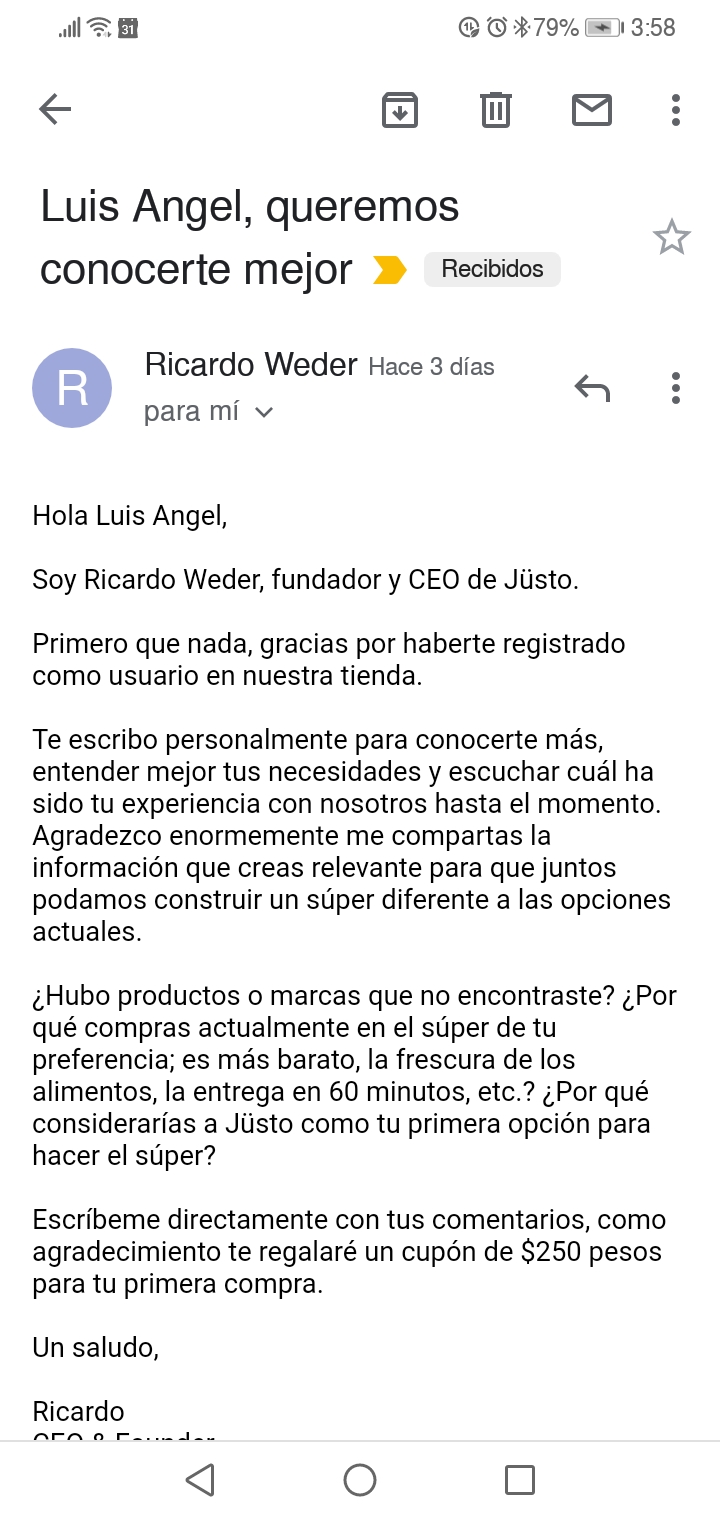 31 79% 3:58
Luis Angel, queremos
conocerte mejor Recibidos
R
Ricardo Weder Hace 3 días
para mí
Hola Luis Angel,
Soy Ricardo Weder, fundador y CEO de Jüsto.
Primero que nada, gracias por haberte registrado
como usuario en nuestra tienda.
Te escribo personalmente para conocerte más,
entender mejor tus necesidades y escuchar cuál ha
sido tu experiencia con nosotros hasta el momento.
Agradezco enormemente me compartas la
información que creas relevante para que juntos
podamos construir un súper diferente a las opciones
actuales.
¿Hubo productos o marcas que no encontraste? ¿Por
qué compras actualmente en el súper de tu
preferencia; es más barato, la frescura de los
alimentos, la entrega en 60 minutos, etc.? ¿Por qué
considerarías a Jüsto como tu primera opción para
hacer el súper?
Escríbeme directamente con tus comentarios, como
agradecimiento te regalaré un cupón de $250 pesos
para tu primera compra.
Un saludo,
Ricardo
CEO & Founder